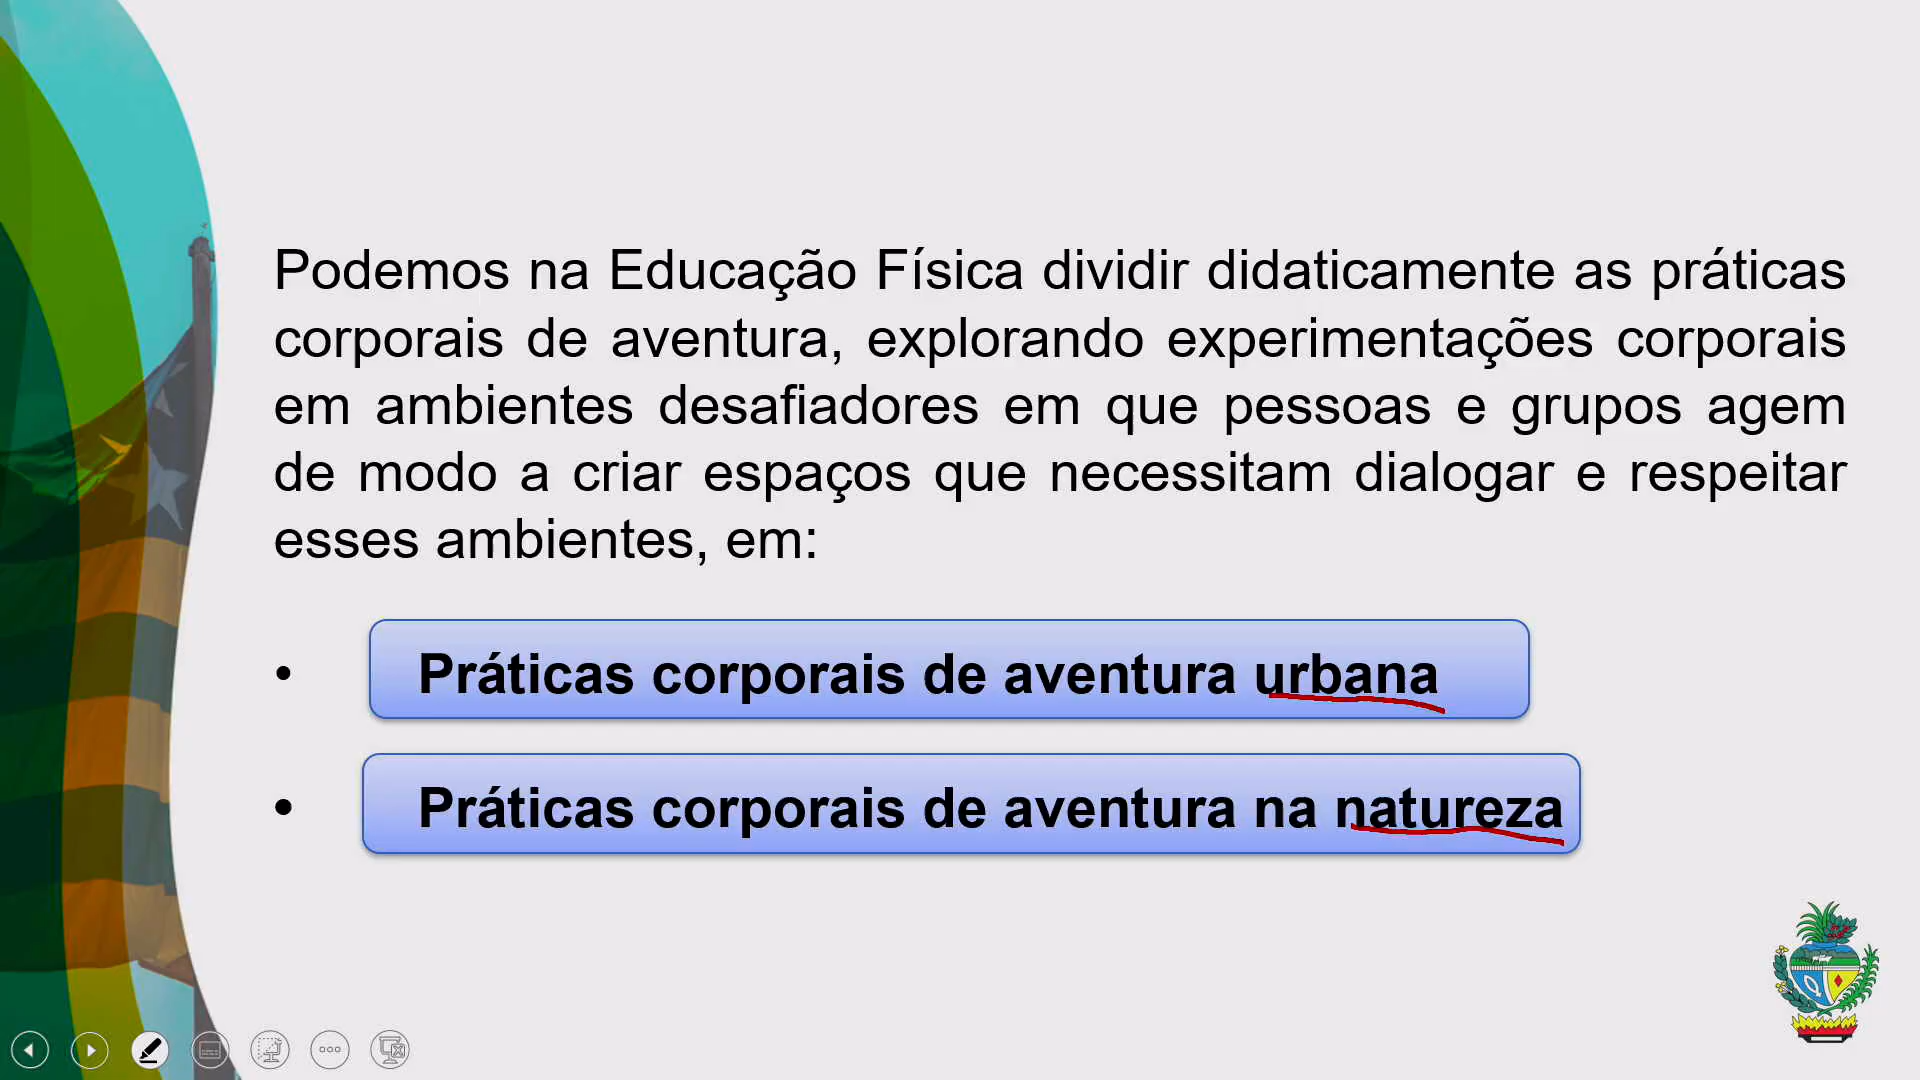 Podemos na Educação Física dividir didaticamente as práticas
corporais de aventura, explorando experimentações corporais
em ambientes desafiadores em que pessoas e grupos agem
de modo a criar espaços que necessitam dialogar e respeitar
esses ambientes, em:
• Práticas corporais de aventura urbana
• Práticas corporais de aventura na natureza